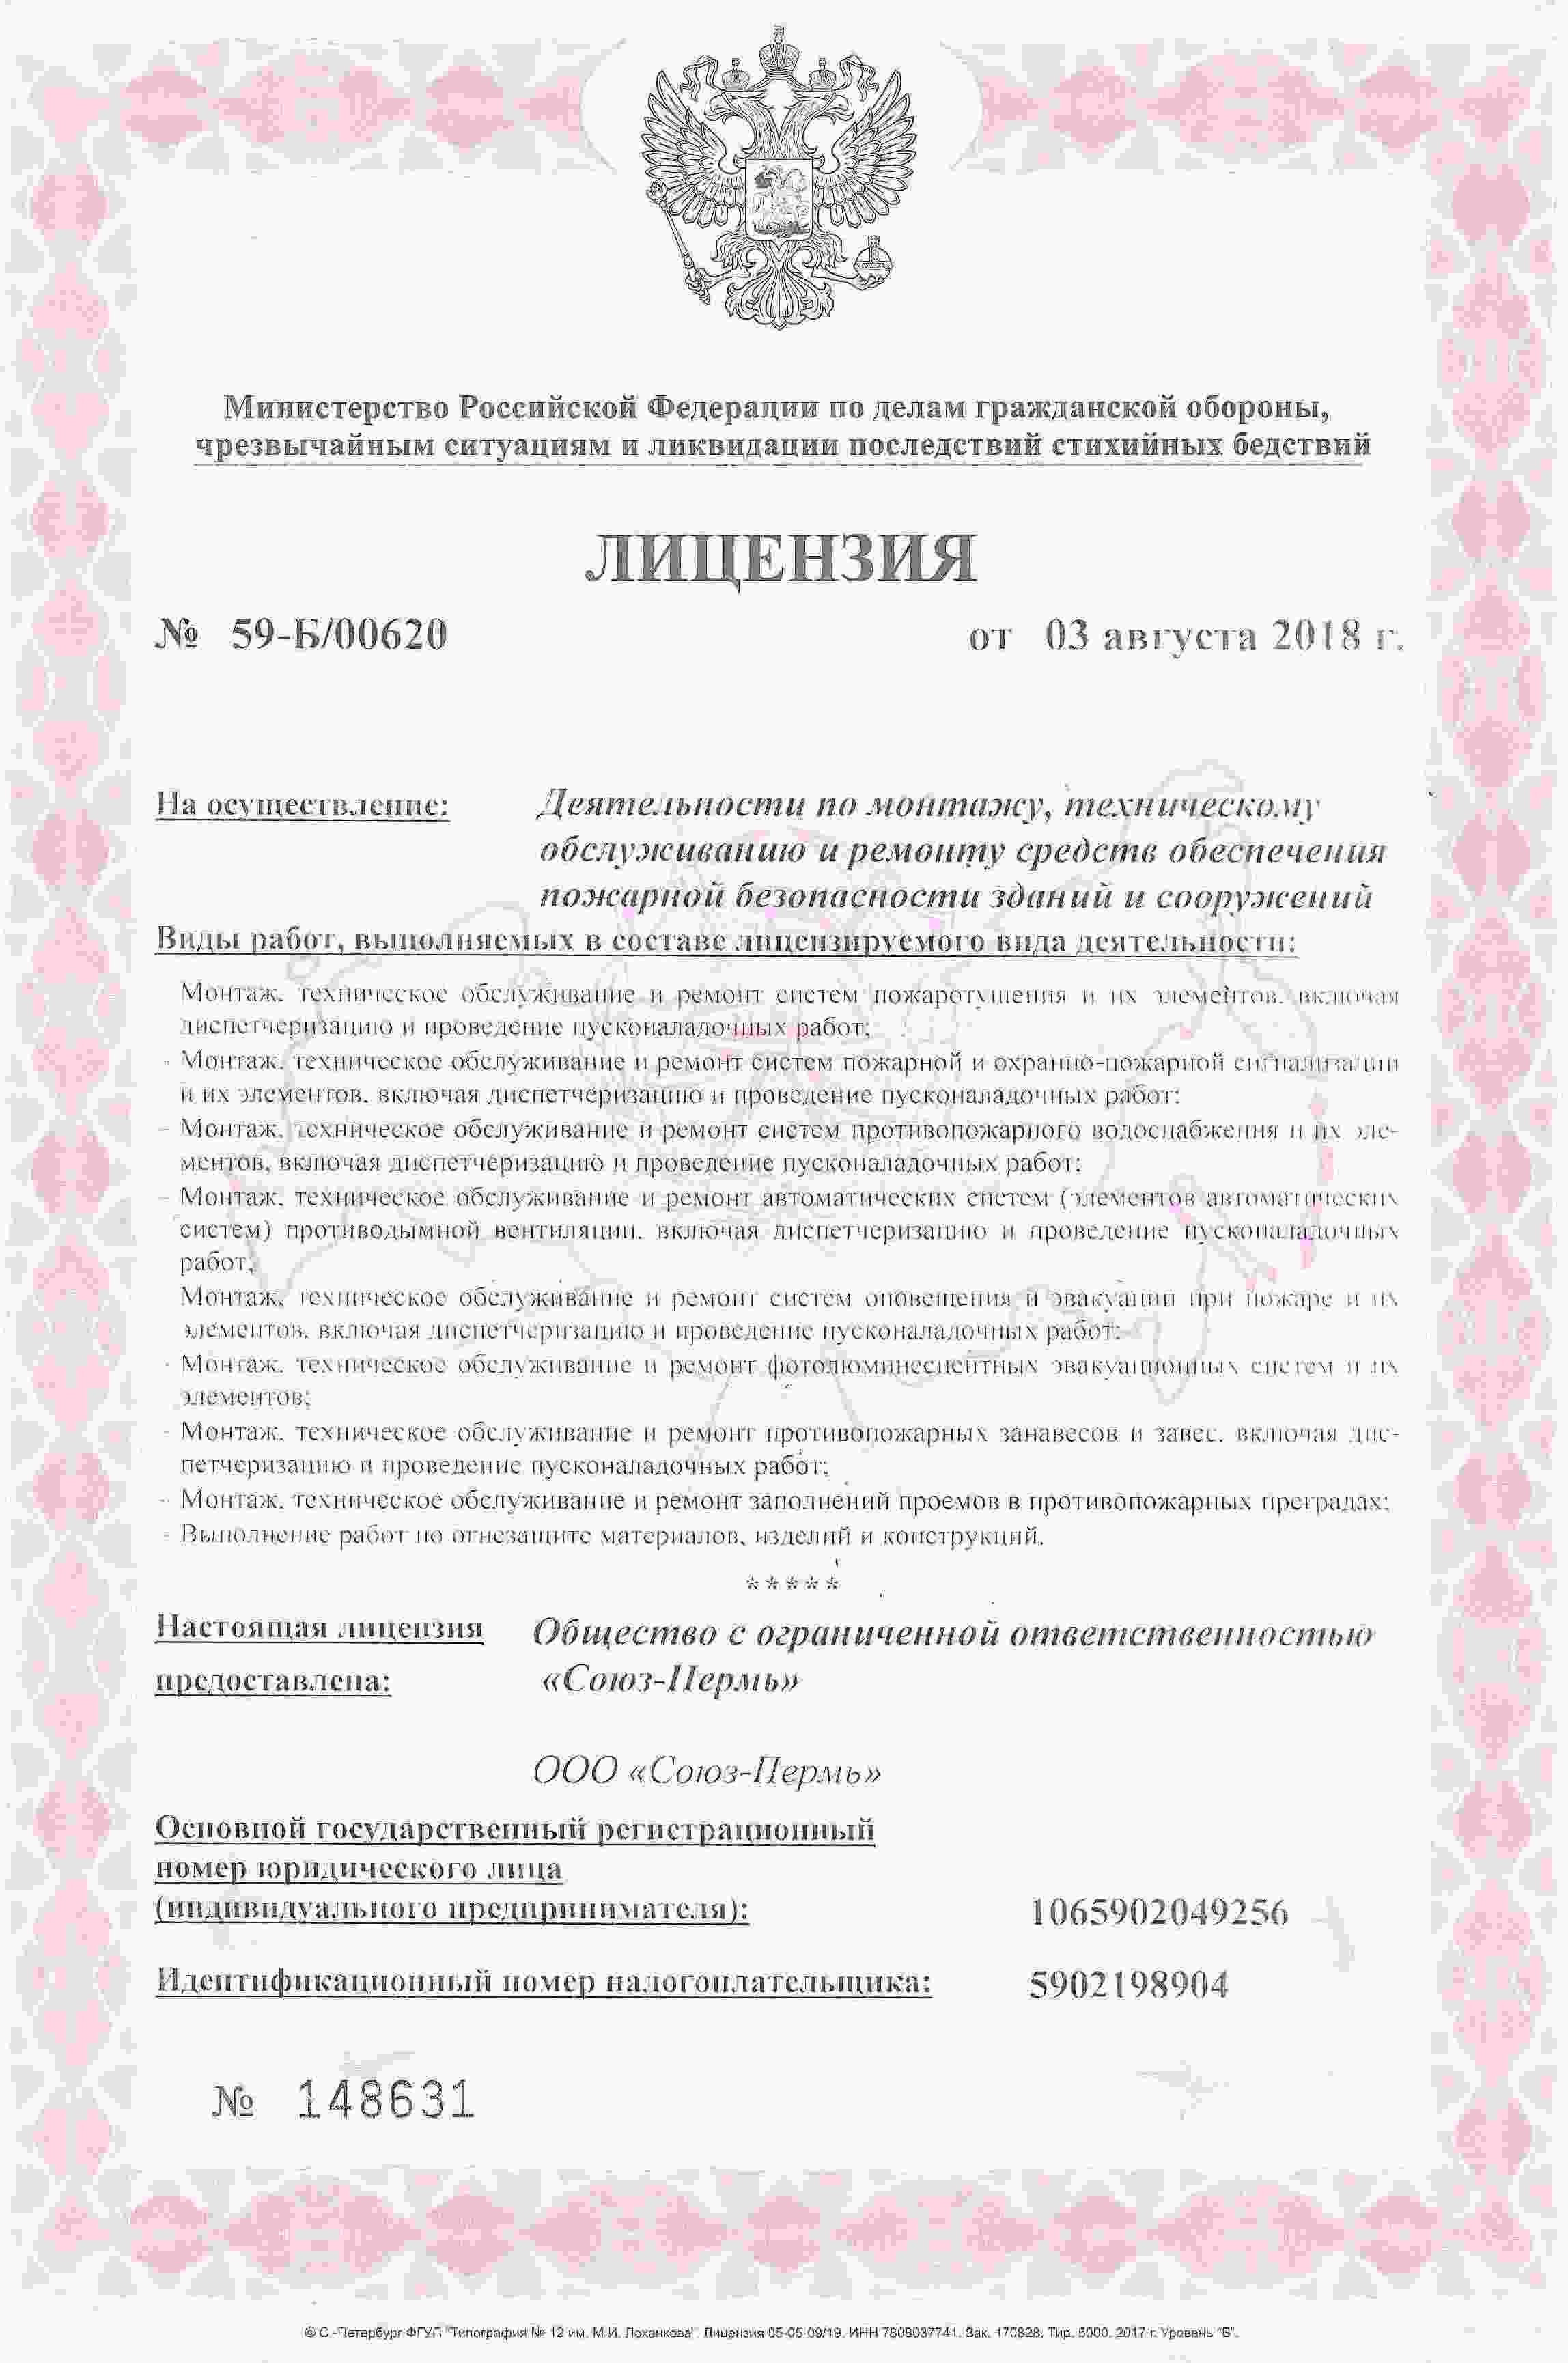 Министерство Российской Федерации по делам гражданской обороны,
чрезвычайным ситуациям и ликвидации последствий стихийных бедствий
ЛИЦЕНЗИЯ
№ 59-Б/00620 от 03 августа 2018 г.
На осуществление: Деятельности по монтажу, техническому
обслуживанию и ремонту средств обеспечения
пожарной безопасности зданий и сооружений
Виды работ, выполняемых в составе лицензируемого вида деятельности:
Монтаж, техническое обслуживание и ремонт систем пожаротушения и их элементов, включая
диспетчеризацию и проведение пусконаладочных работ;
- Монтаж, техническое обслуживание и ремонт систем пожарной и охранно-пожарной сигнализации
и их элементов, включая диспетчеризацию и проведение пусконаладочных работ;
- Монтаж, техническое обслуживание и ремонт систем противопожарного водоснабжения и их эле-
ментов, включая диспетчеризацию и проведение пусконаладочных работ;
- Монтаж, техническое обслуживание и ремонт автоматических систем (элементов автоматических
систем) противодымной вентиляции, включая диспетчеризацию и проведение пусконаладочных
работ;
Монтаж, техническое обслуживание и ремонт систем оповещения и эвакуации при пожаре и их
элементов, включая диспетчеризацию и проведение пусконаладочных работ;
- Монтаж, техническое обслуживание и ремонт фотолюминесцентных эвакуационных систем и их
элементов;
- Монтаж, техническое обслуживание и ремонт противопожарных занавесов и завес, включая дис-
петчеризацию и проведение пусконаладочных работ;
- Монтаж, техническое обслуживание и ремонт заполнений проемов в противопожарных преградах;
- Выполнение работ по огнезащите материалов, изделий и конструкций.
*****
Настоящая лицензия Общество с ограниченной ответственностью
предоставлена: «Союз-Пермь»
ООО «Союз-Пермь»
Основной государственный регистрационный
номер юридического лица
(индивидуального предпринимателя): 1065902049256
Идентификационный номер налогоплательщика: 5902198904
№ 148631
© С.-Петербург ФГУП "Типография № 12 им. М.И. Лоханкова". Лицензия 05-05-09/19, ИНН 7808037741. Зак. 170828. Тир. 5000. 2017 г. Уровень "Б".